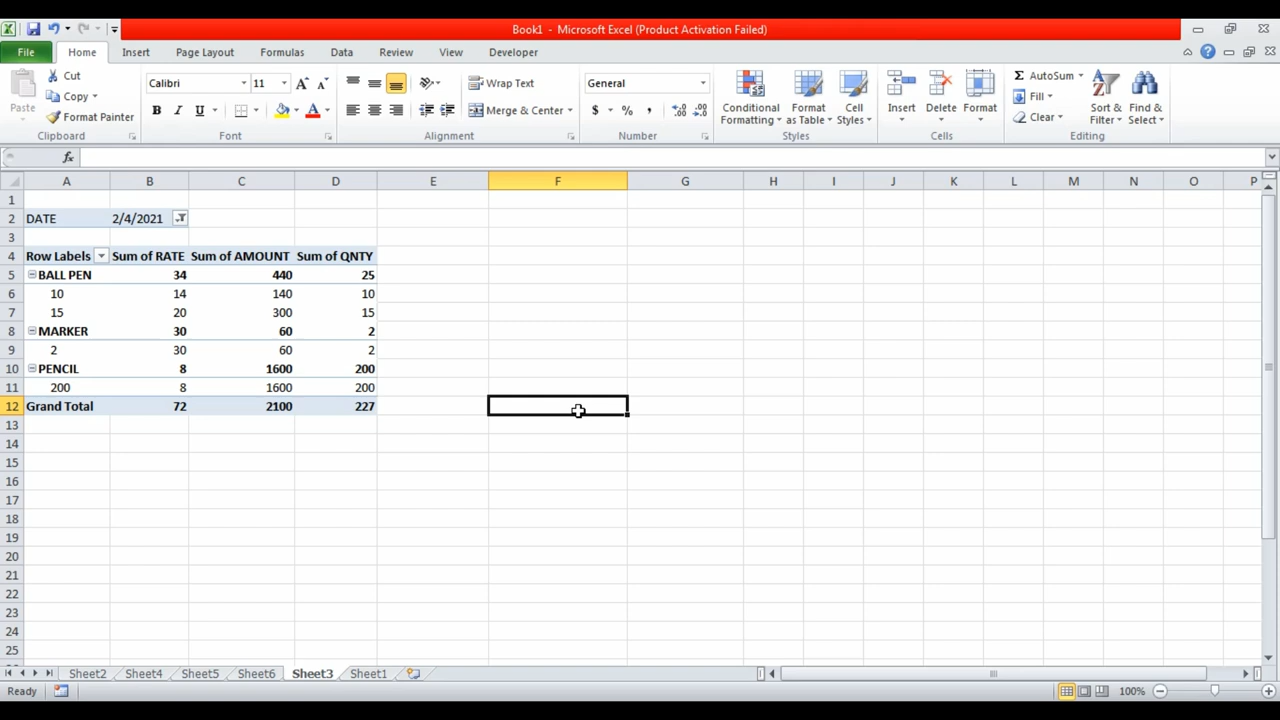 Book1 - Microsoft Excel (Product Activation Failed)
File Home Insert Page Layout Formulas Data Review View Developer
Paste
Cut
Copy
Format Painter
Clipboard
Calibri 11
B I U
Font
Wrap Text
Merge & Center
Alignment
General
$ % ,
Number
Conditional Formatting
Format as Table
Cell Styles
Styles
Insert Delete Format
Cells
AutoSum
Fill
Clear
Sort & Filter
Find & Select
Editing
fx
A B C D E F G H I J K L M N O P
1
2 DATE 2/4/2021
3
4 Row Labels Sum of RATE Sum of AMOUNT Sum of QNTY
5 BALL PEN 34 440 25
6 10 14 140 10
7 15 20 300 15
8 MARKER 30 60 2
9 2 30 60 2
10 PENCIL 8 1600 200
11 200 8 1600 200
12 Grand Total 72 2100 227
13
14
15
16
17
18
19
20
21
22
23
24
25
Sheet2 Sheet4 Sheet5 Sheet6 Sheet3 Sheet1
Ready 100%